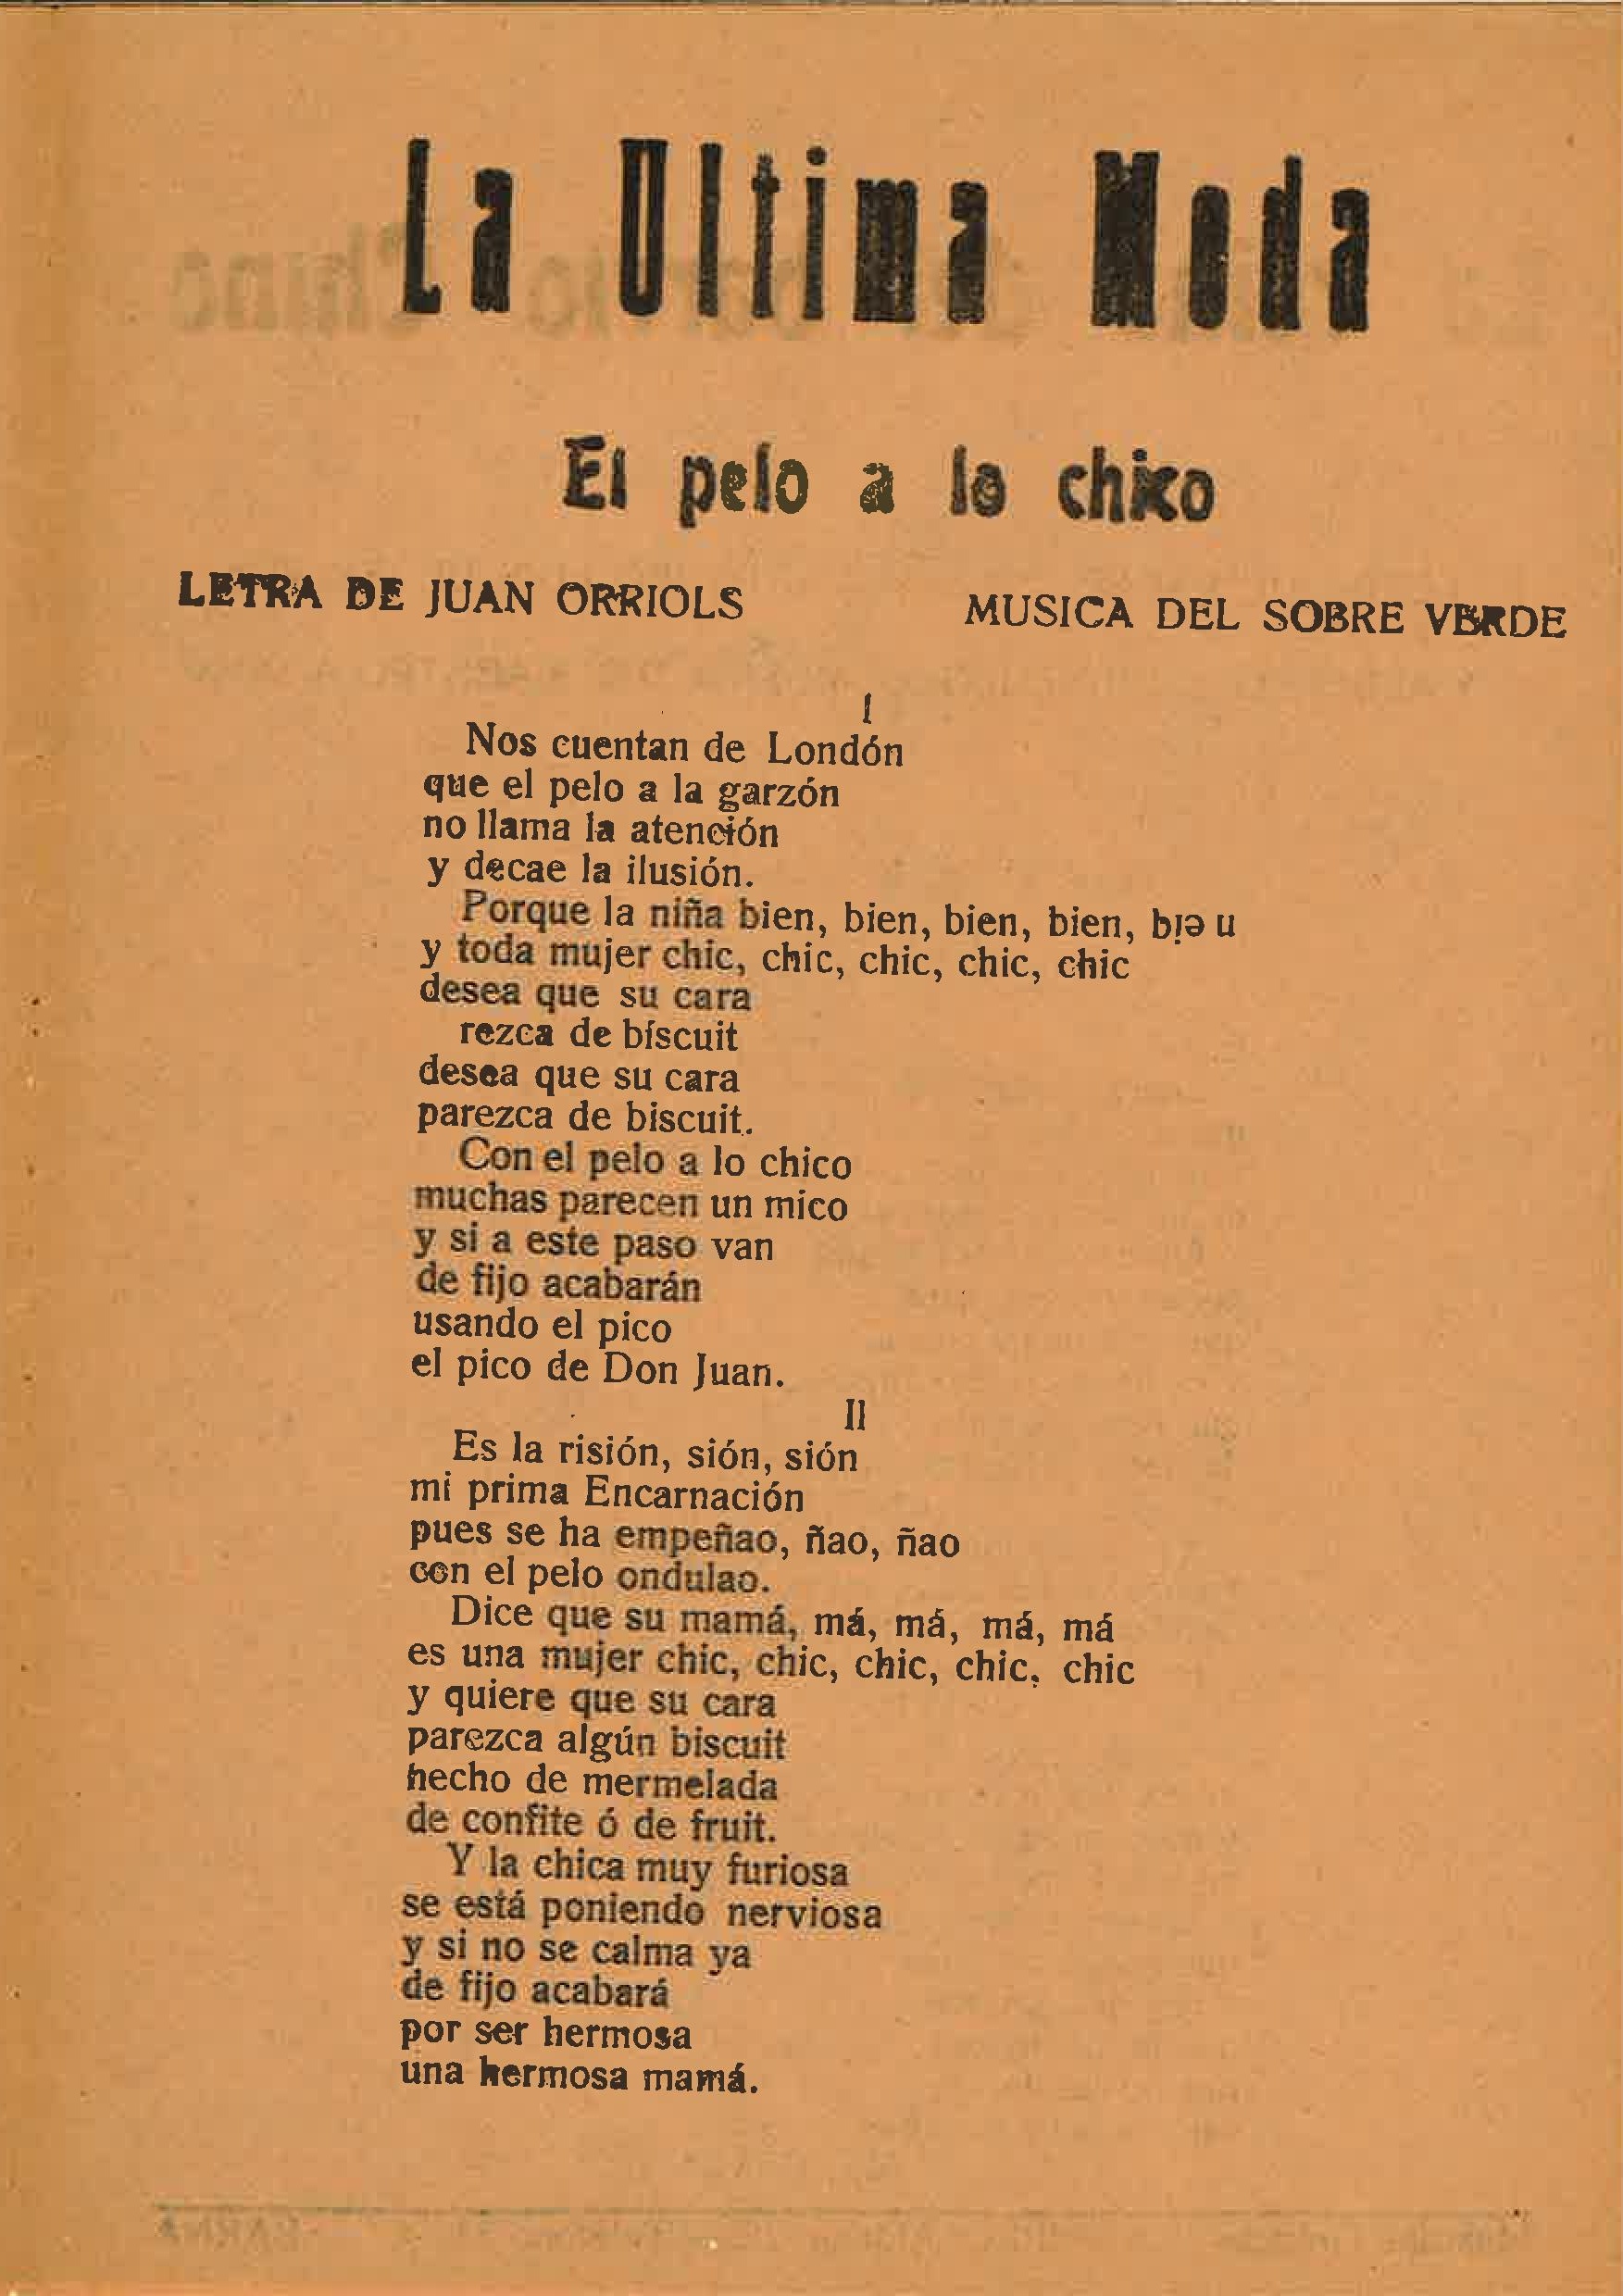 La Ultima Moda
El pelo a lo chico
LETRA DE JUAN ORRIOLS MUSICA DEL SOBRE VERDE
I
Nos cuentan de Londón
que el pelo a la garzón
no llama la atención
y decae la ilusión.
Porque la niña bien, bien, bien, bien, bien
y toda mujer chic, chic, chic, chic, chic
desea que su cara
rezca de biscuit
desea que su cara
parezca de biscuit.
Con el pelo a lo chico
muchas parecen un mico
y si a este paso van
de fijo acabarán
usando el pico
el pico de Don Juan.
II
Es la risión, sión, sión
mi prima Encarnación
pues se ha empeñao, ñao, ñao
con el pelo ondulao.
Dice que su mamá, má, má, má, má
es una mujer chic, chic, chic, chic, chic
y quiere que su cara
parezca algún biscuit
hecho de mermelada
de confite ó de fruit.
Y la chica muy furiosa
se está poniendo nerviosa
y si no se calma ya
de fijo acabará
por ser hermosa
una hermosa mamá.